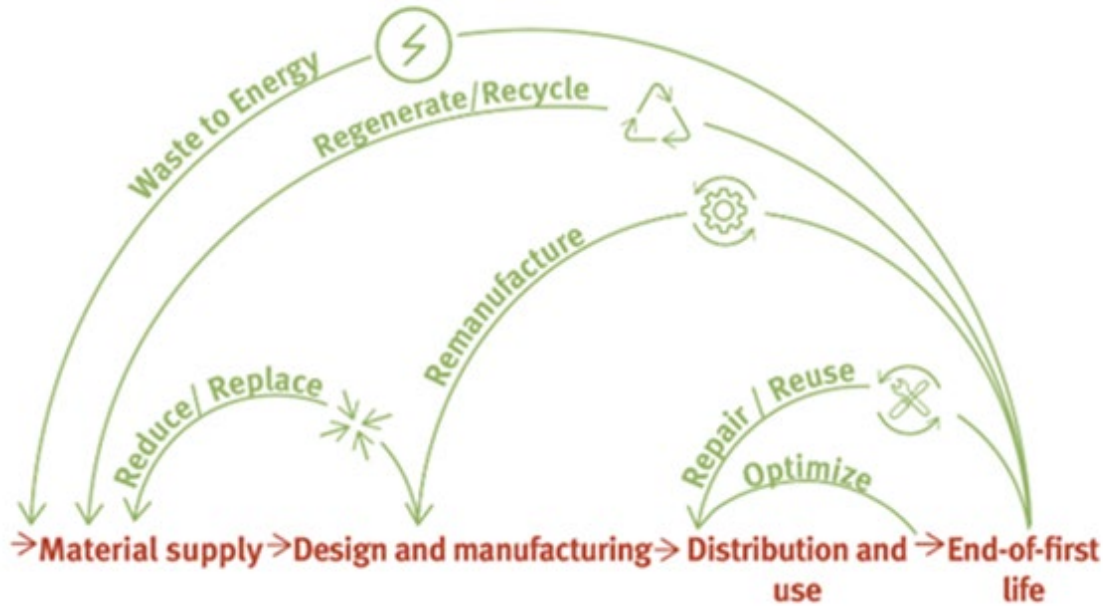 Waste to Energy
Regenerate/Recycle
Remanufacture
Reduce/ Replace
Repair / Reuse
Optimize
Material supply
Design and manufacturing
Distribution and
use
End-of-first
life